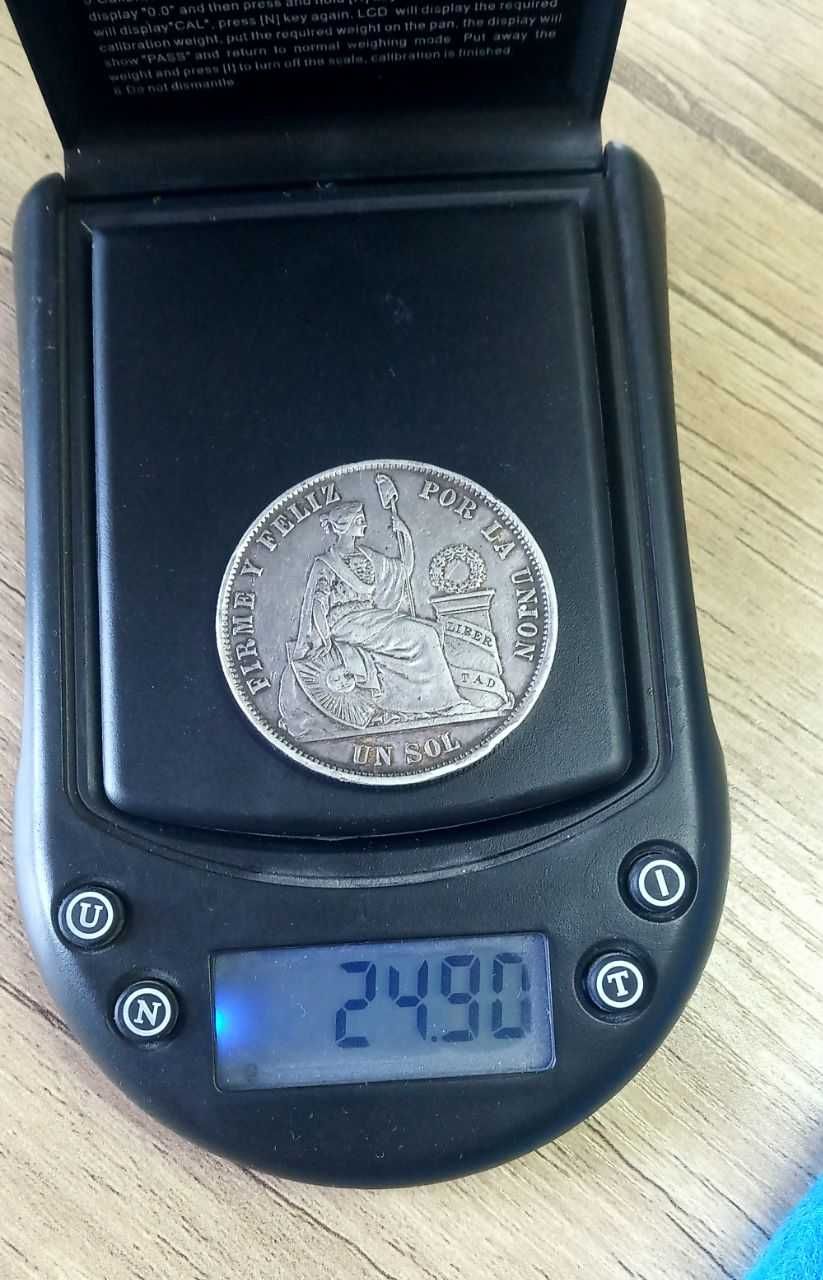 display "0.0" and then press and hold
will display "CAL", press [N] key again, LCD will display the required
calibration weight, put the required weight on the pan, the display will
show "PASS" and return to normal weighing mode. Put away the
weight and press [I] to turn off the scale, calibration is finished.
6.Do not dismantle
FIRME Y FELIZ POR LA UNION
LIBER
TAD
UN SOL
U
I
N
T
24.90